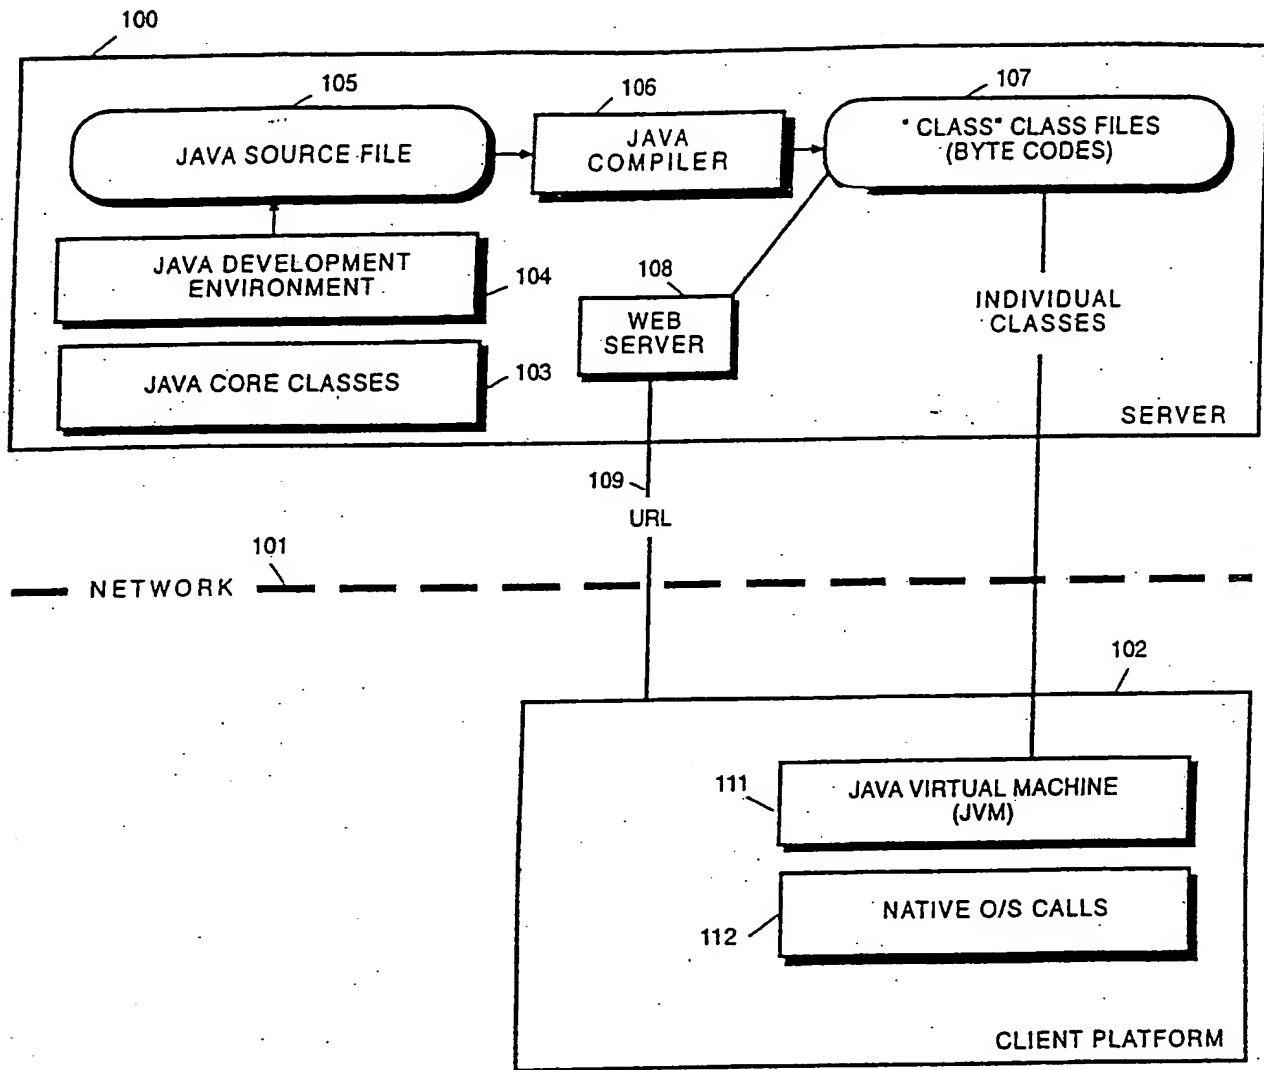 100
105
106
107
JAVA SOURCE FILE
JAVA
COMPILER
" CLASS" CLASS FILES
(BYTE CODES)
JAVA DEVELOPMENT
ENVIRONMENT
104
108
WEB
SERVER
INDIVIDUAL
CLASSES
JAVA CORE CLASSES
103
SERVER
109
URL
101
NETWORK
102
111
JAVA VIRTUAL MACHINE
(JVM)
NATIVE O/S CALLS
112
CLIENT PLATFORM